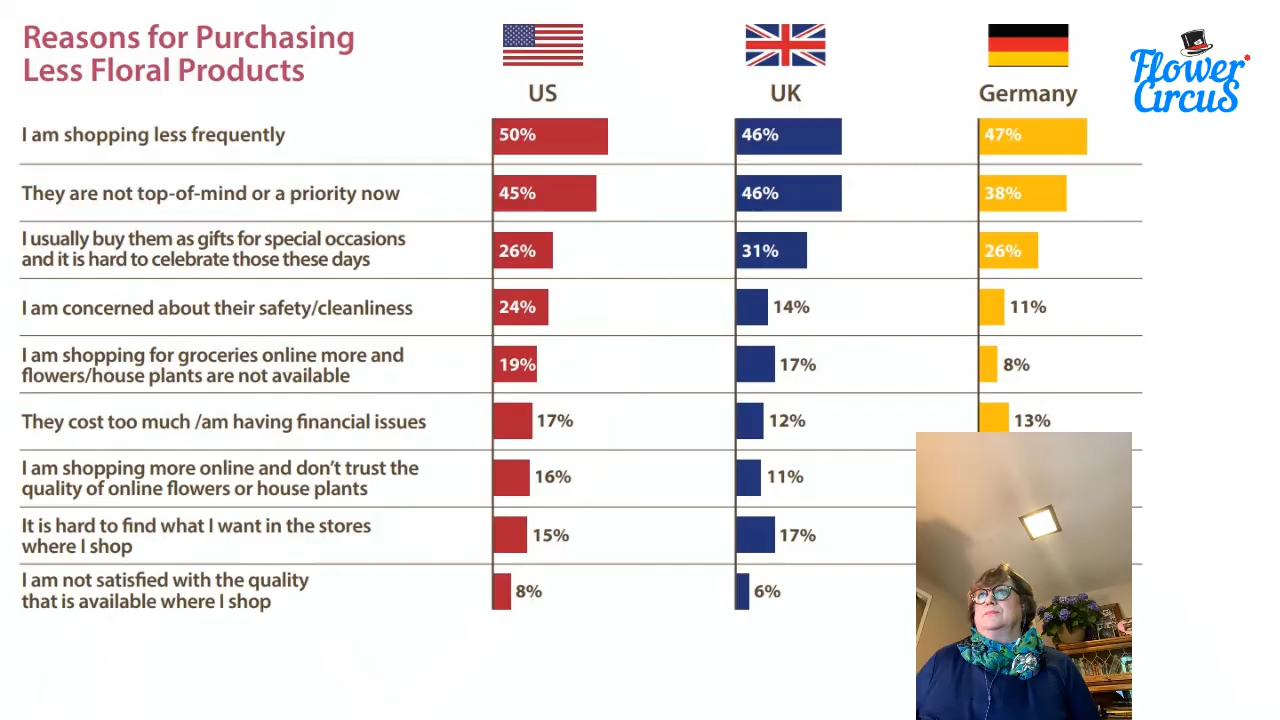 Reasons for Purchasing
Less Floral Products
US
UK
Germany
Flower
Circus
I am shopping less frequently
50%
46%
47%
They are not top-of-mind or a priority now
45%
46%
38%
I usually buy them as gifts for special occasions
and it is hard to celebrate those these days
26%
31%
26%
I am concerned about their safety/cleanliness
24%
14%
11%
I am shopping for groceries online more and
flowers/house plants are not available
19%
17%
8%
They cost too much /am having financial issues
17%
12%
13%
I am shopping more online and don’t trust the
quality of online flowers or house plants
16%
11%
It is hard to find what I want in the stores
where I shop
15%
17%
I am not satisfied with the quality
that is available where I shop
8%
6%